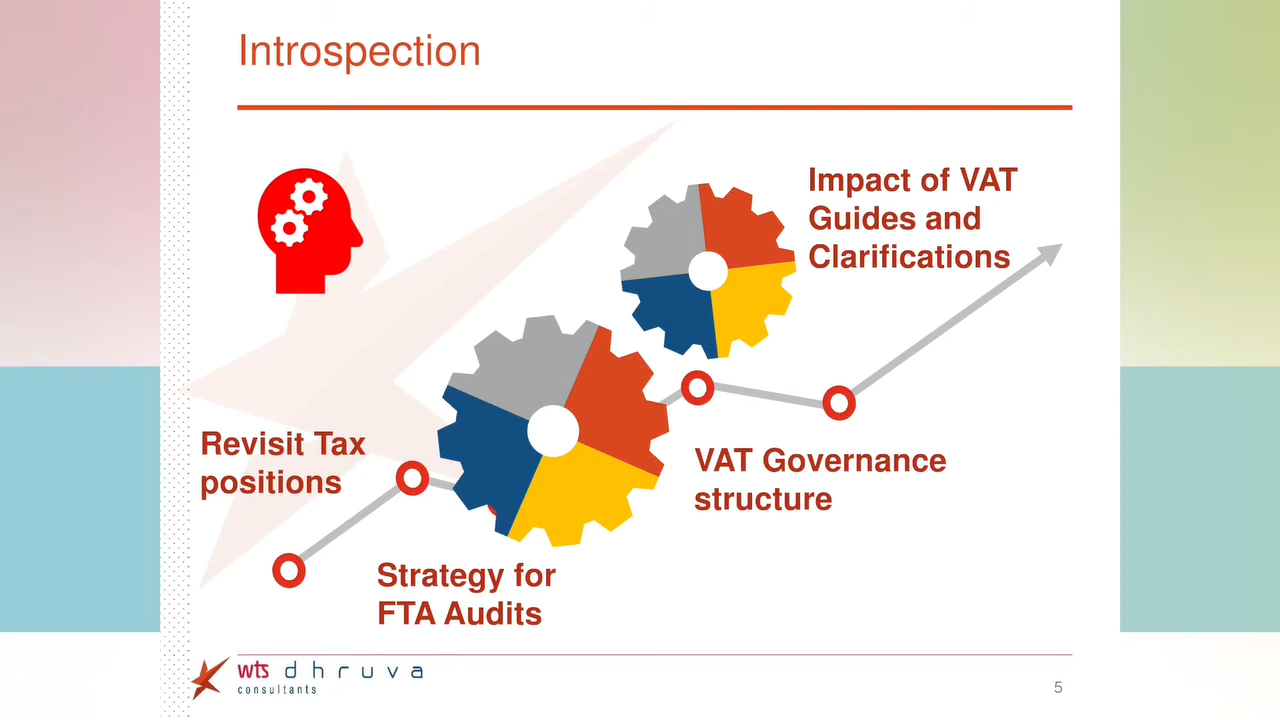 Introspection
Impact of VAT
Guides and
Clarifications
Revisit Tax
positions
VAT Governance
structure
Strategy for
FTA Audits
wts dhruva
consultants
5